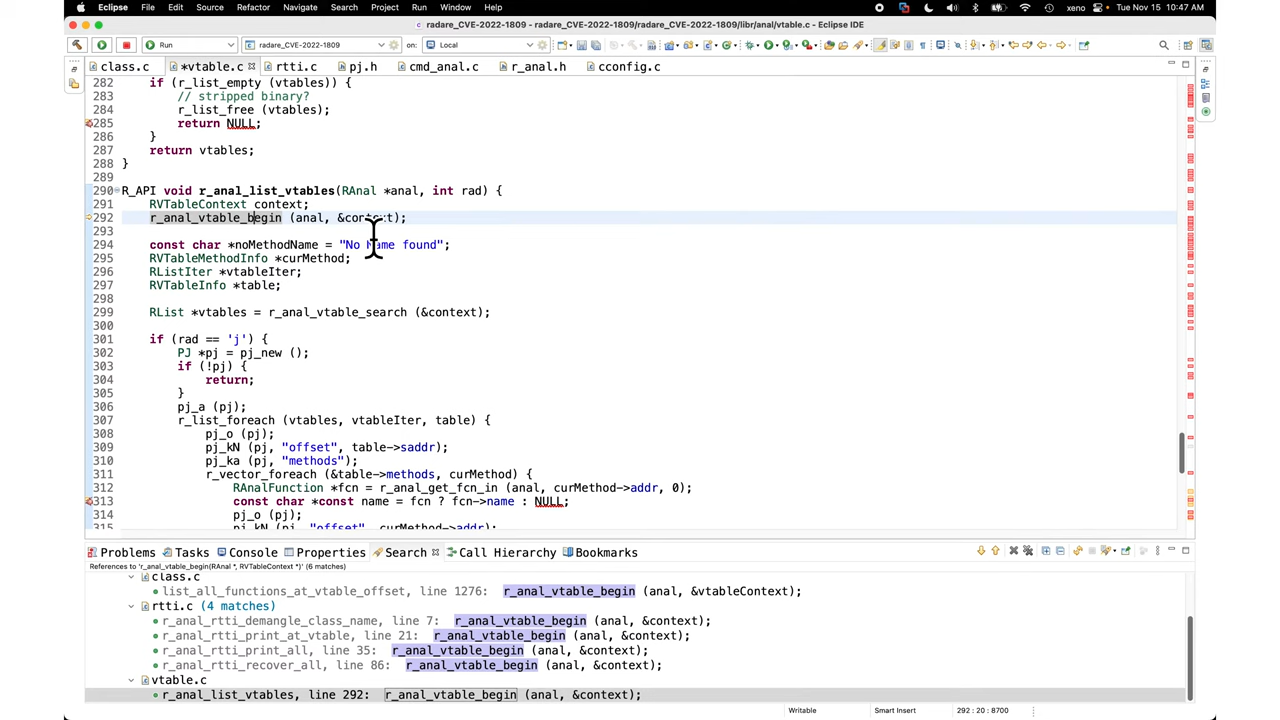 Eclipse File Edit Source Refactor Navigate Search Project Run Window Help xeno Tue Nov 15 10:47 AM
radare_CVE-2022-1809 - radare_CVE-2022-1809/radare_CVE-2022-1809/libr/anal/vtable.c - Eclipse IDE
Run radare_CVE-2022-1809 on: Local
class.c *vtable.c rtti.c pj.h cmd_anal.c r_anal.h cconfig.c
282 if (r_list_empty (vtables)) {
283 // stripped binary?
284 r_list_free (vtables);
285 return NULL;
286 }
287 return vtables;
288 }
290 R_API void r_anal_list_vtables(RAnal *anal, int rad) {
291 RVTableContext context;
292 r_anal_vtable_begin (anal, &context);
293
294 const char *noMethodName = "No Name found";
295 RVTableMethodInfo *curMethod;
296 RListIter *vtableIter;
297 RVTableInfo *table;
298
299 RList *vtables = r_anal_vtable_search (&context);
300
301 if (rad == 'j') {
302 PJ *pj = pj_new ();
303 if (!pj) {
304 return;
305 }
306 pj_a (pj);
307 r_list_foreach (vtables, vtableIter, table) {
308 pj_o (pj);
309 pj_kN (pj, "offset", table->saddr);
310 pj_ka (pj, "methods");
311 r_vector_foreach (&table->methods, curMethod) {
312 RAnalFunction *fcn = r_anal_get_fcn_in (anal, curMethod->addr, 0);
313 const char *const name = fcn ? fcn->name : NULL;
314 pj_o (pj);
315 pj_kN (pj, "offset", curMethod->addr);
Problems Tasks Console Properties Search Call Hierarchy Bookmarks
References to 'r_anal_vtable_begin(RAnal *, RVTableContext *)' (6 matches)
class.c
list_all_functions_at_vtable_offset, line 1276: r_anal_vtable_begin (anal, &vtableContext);
rtti.c (4 matches)
r_anal_rtti_demangle_class_name, line 7: r_anal_vtable_begin (anal, &context);
r_anal_rtti_print_at_vtable, line 21: r_anal_vtable_begin (anal, &context);
r_anal_rtti_print_all, line 35: r_anal_vtable_begin (anal, &context);
r_anal_rtti_recover_all, line 86: r_anal_vtable_begin (anal, &context);
vtable.c
r_anal_list_vtables, line 292: r_anal_vtable_begin (anal, &context);
Writable Smart Insert 292 : 20 : 8700